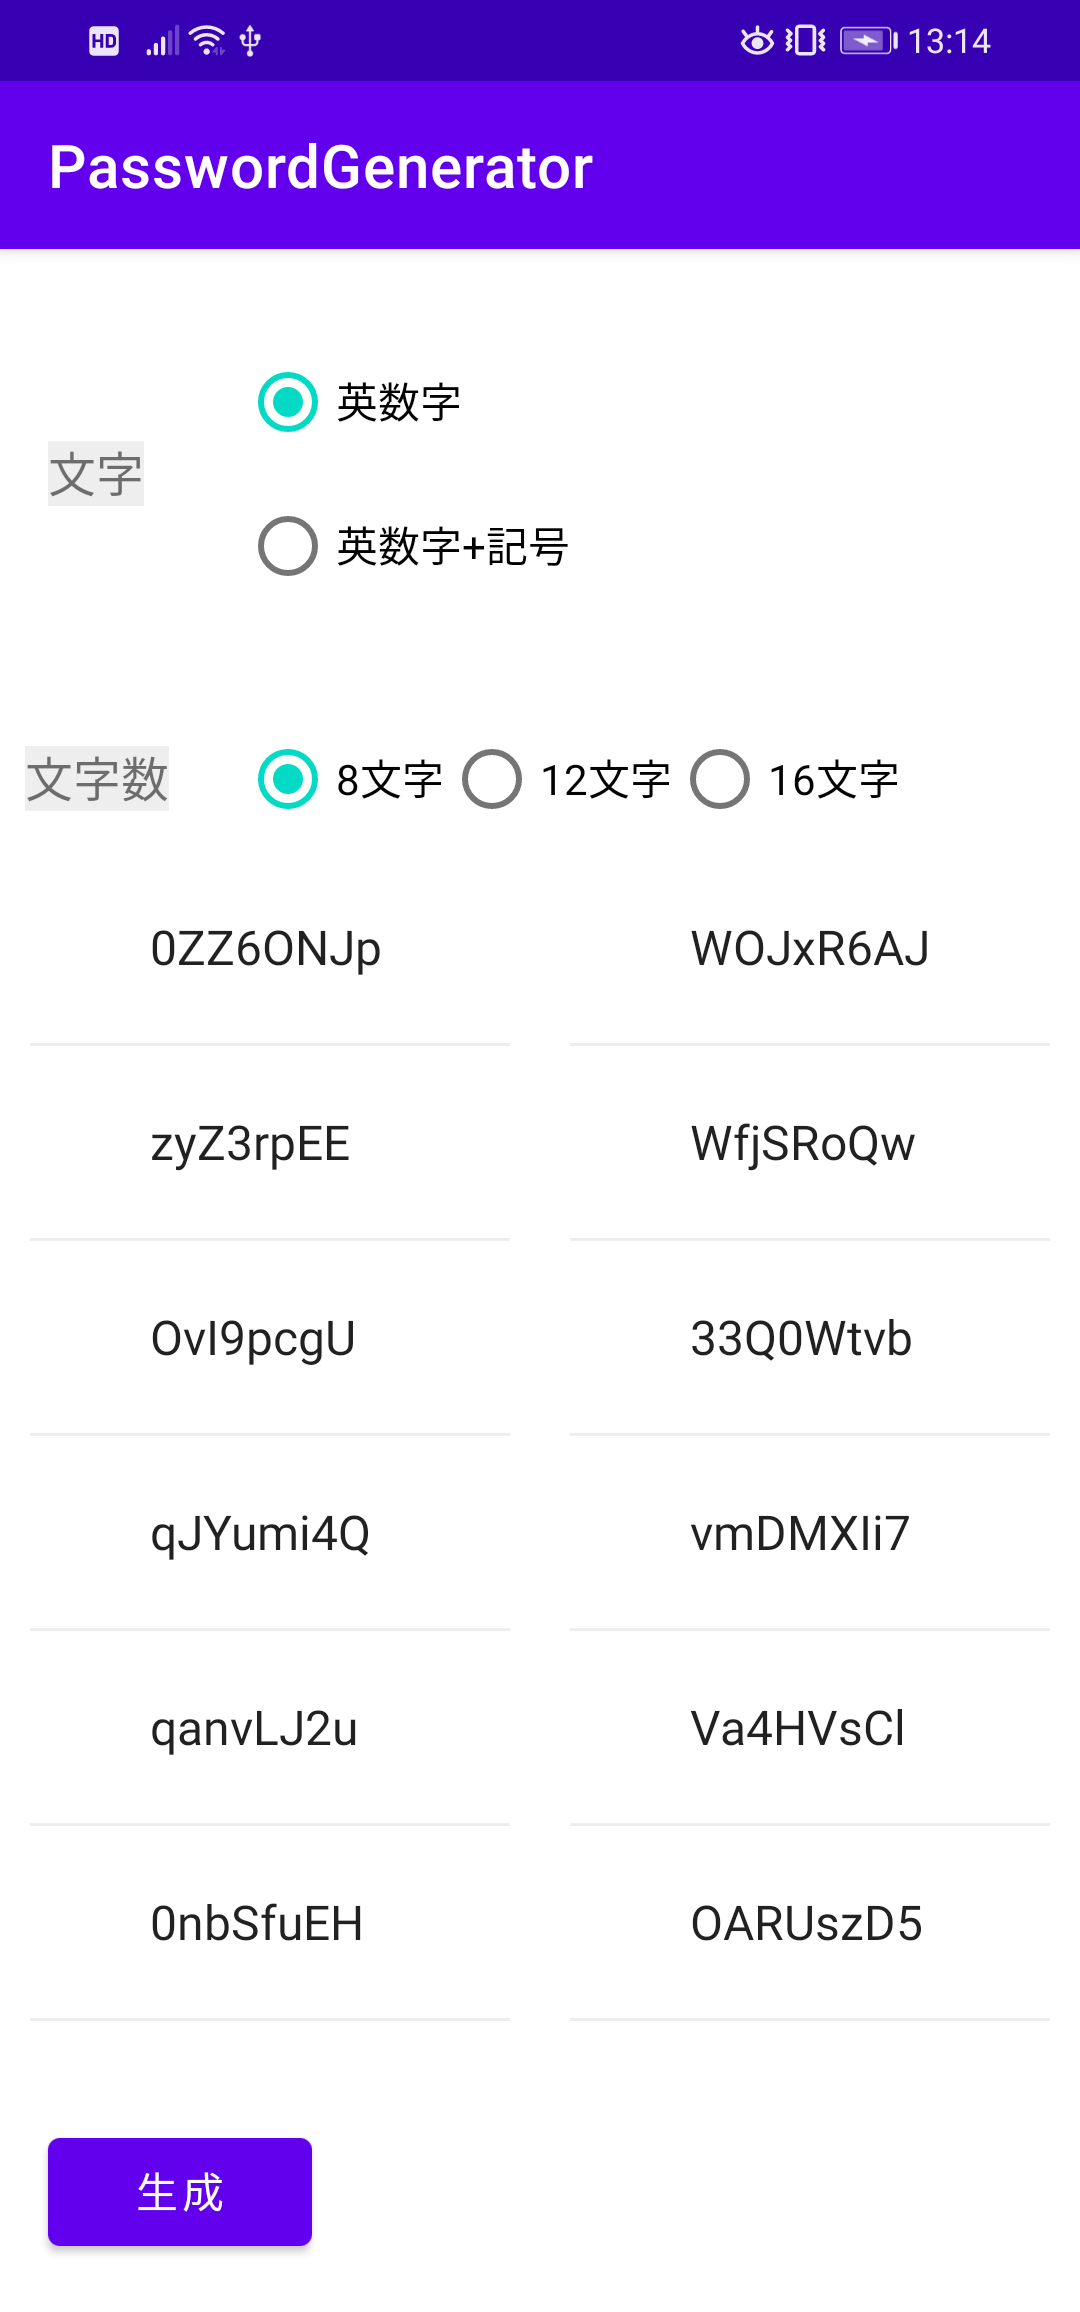 HD 13:14
PasswordGenerator
英数字
文字
英数字+記号
文字数 8文字 12文字 16文字
0ZZ6ONJp WOJxR6AJ
zyZ3rpEE WfjSRoQw
OvI9pcgU 33Q0Wtvb
qJYumi4Q vmDMXIi7
qanvLJ2u Va4HVsCl
0nbSfuEH OARUszD5
生成